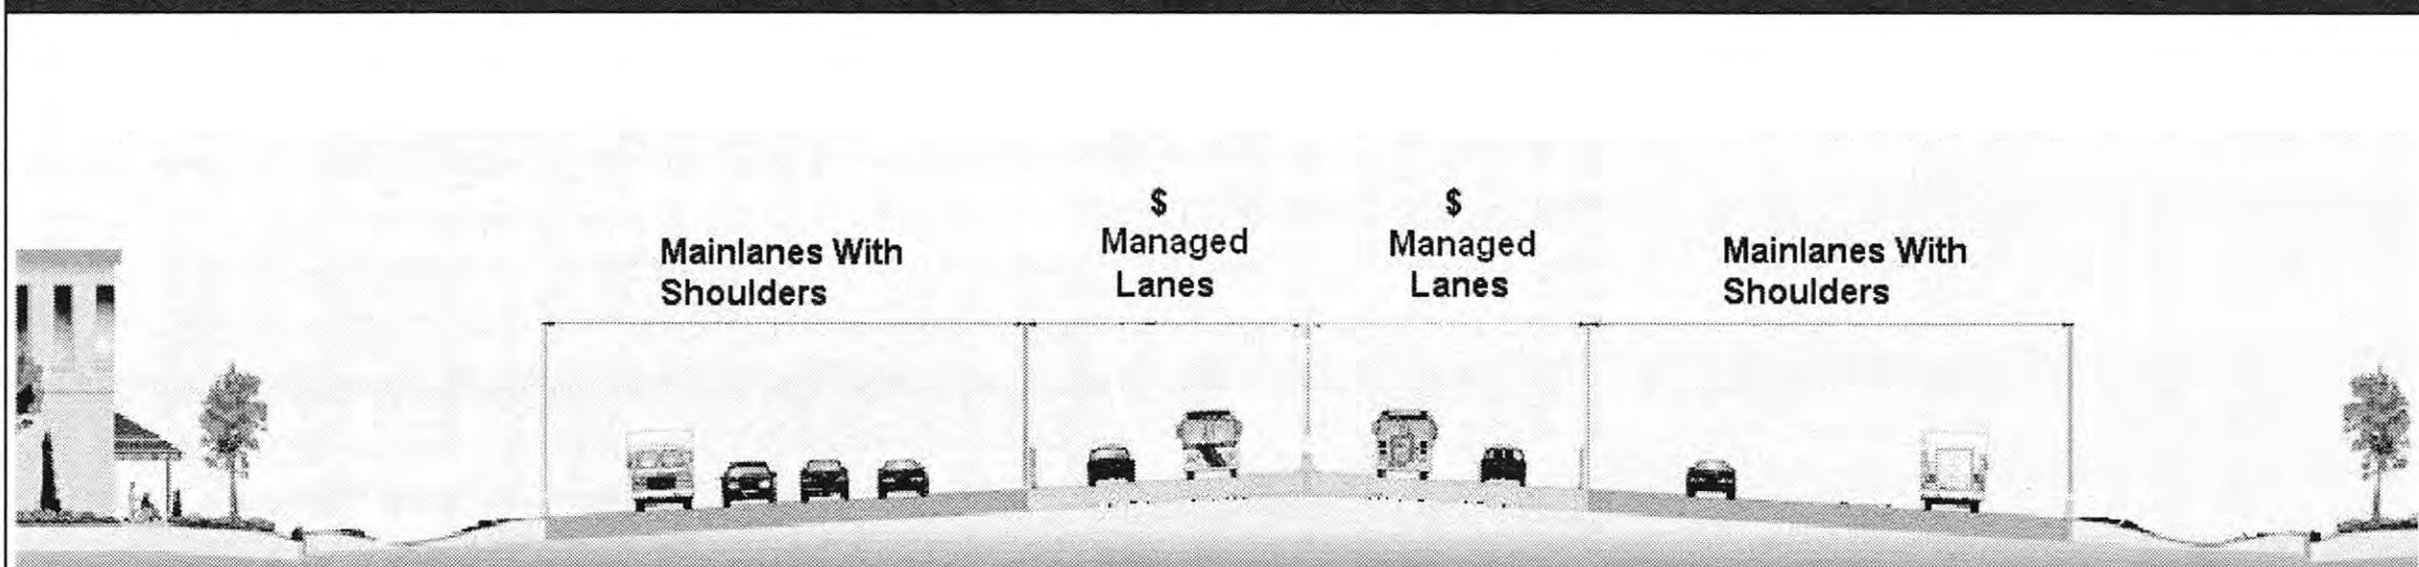 Mainlanes With
Shoulders
$
Managed
Lanes
$
Managed
Lanes
Mainlanes With
Shoulders